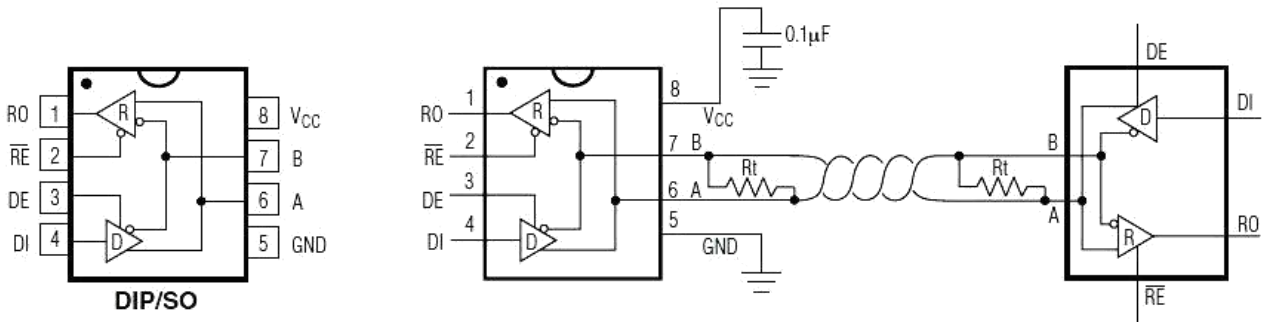 RO 1 R 8 VCC
RE 2 7 B
DE 3 6 A
DI 4 D 5 GND
DIP/SO
0.1µF
RO 1 R 8 VCC
RE 2 7 B
DE 3 6 A
DI 4 D 5 GND
Rt
Rt
DE
D DI
B
A
R RO
RE